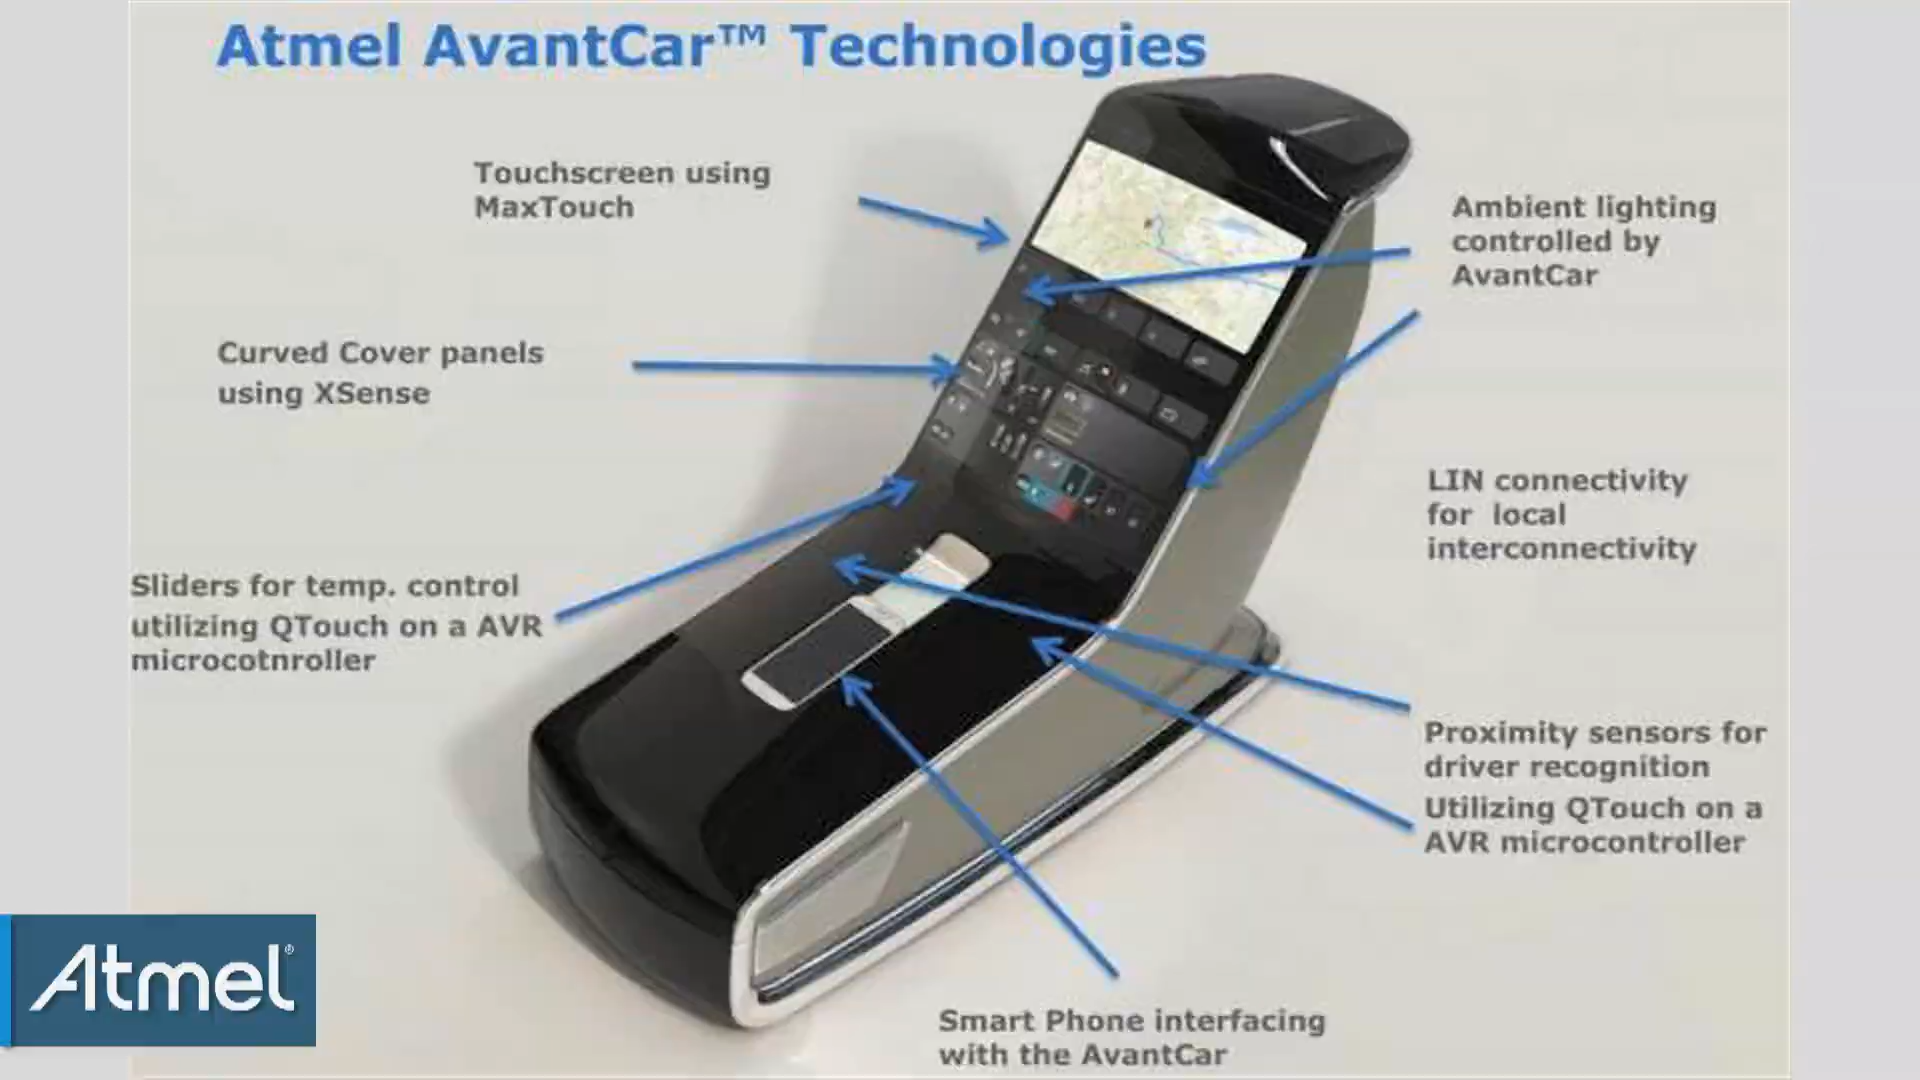 Atmel AvantCar™ Technologies
Touchscreen using
MaxTouch
Ambient lighting
controlled by
AvantCar
Curved Cover panels
using XSense
LIN connectivity
for local
interconnectivity
Sliders for temp. control
utilizing QTouch on a AVR
microcotnroller
Proximity sensors for
driver recognition
Utilizing QTouch on a
AVR microcontroller
Smart Phone interfacing
with the AvantCar
Atmel®